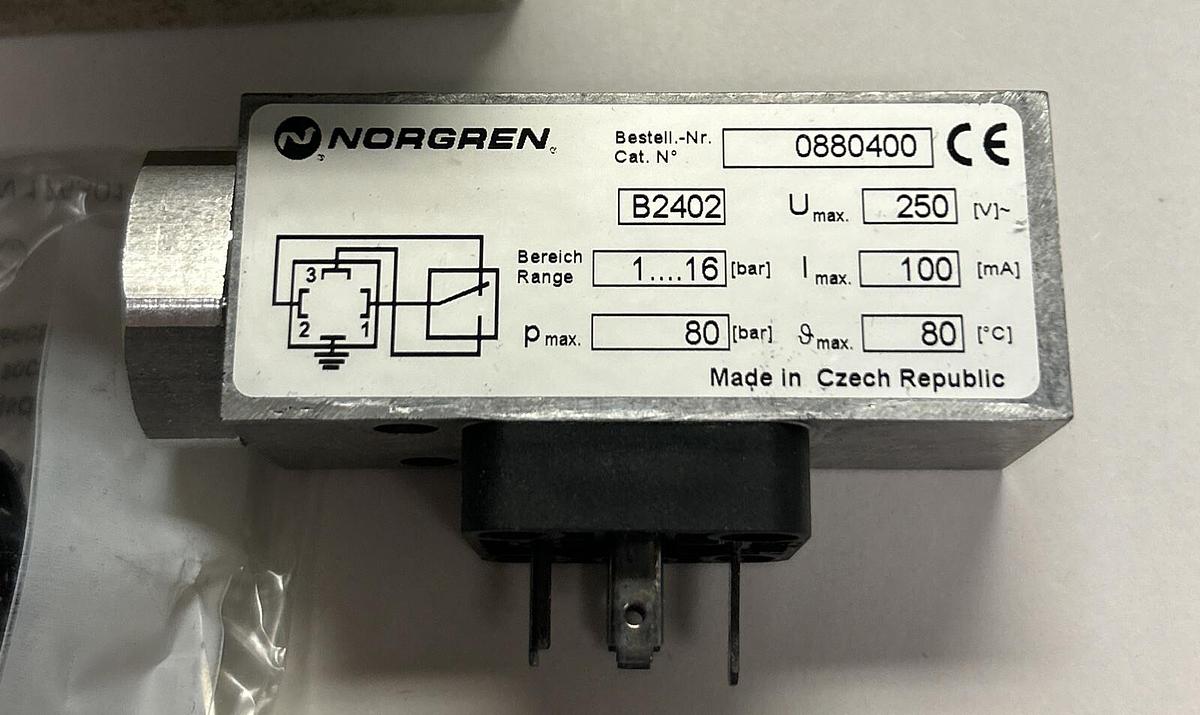 NORGREN
Bestell.-Nr. 0880400 CE
Cat. N°
B2402 Umax. 250 [V]~
Bereich
Range 1....16 [bar] Imax. 100 [mA]
pmax. 80 [bar] ϑmax. 80 [°C]
Made in Czech Republic
3
2 1